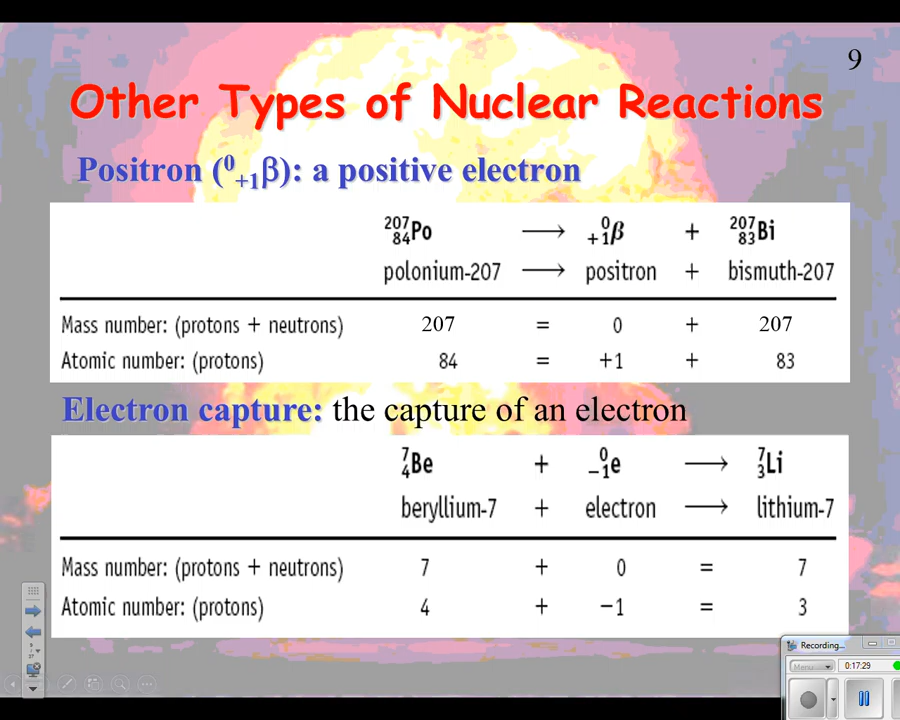 9
Other Types of Nuclear Reactions
Positron (⁰₊₁β): a positive electron
²⁰⁷₈₄Po ⟶ ⁰₊₁β + ²⁰⁷₈₃Bi
polonium-207 ⟶ positron + bismuth-207
Mass number: (protons + neutrons) 207 = 0 + 207
Atomic number: (protons) 84 = +1 + 83
Electron capture: the capture of an electron
⁷₄Be + ⁰₋₁e ⟶ ⁷₃Li
beryllium-7 + electron ⟶ lithium-7
Mass number: (protons + neutrons) 7 + 0 = 7
Atomic number: (protons) 4 + −1 = 3
Recording...
Menu 0:17:29